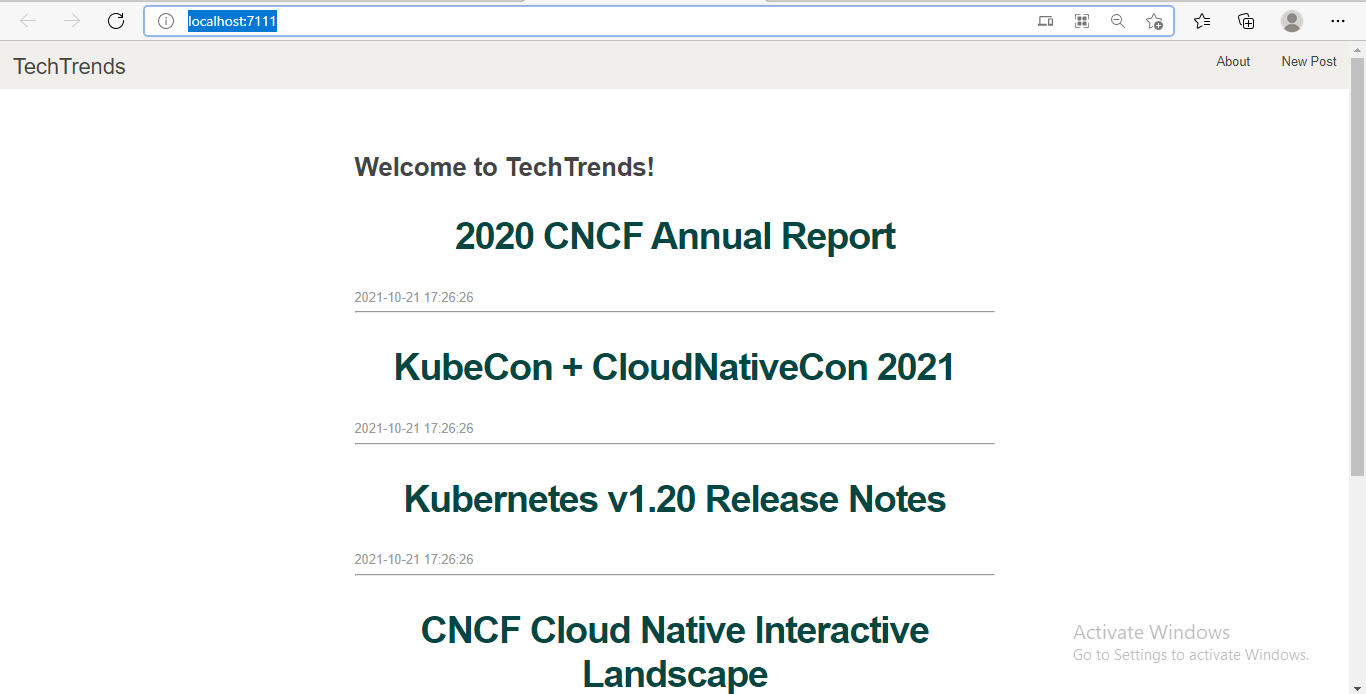 localhost:7111
TechTrends
About
New Post
Welcome to TechTrends!
2020 CNCF Annual Report
2021-10-21 17:26:26
KubeCon + CloudNativeCon 2021
2021-10-21 17:26:26
Kubernetes v1.20 Release Notes
2021-10-21 17:26:26
CNCF Cloud Native Interactive
Landscape
Activate Windows
Go to Settings to activate Windows.